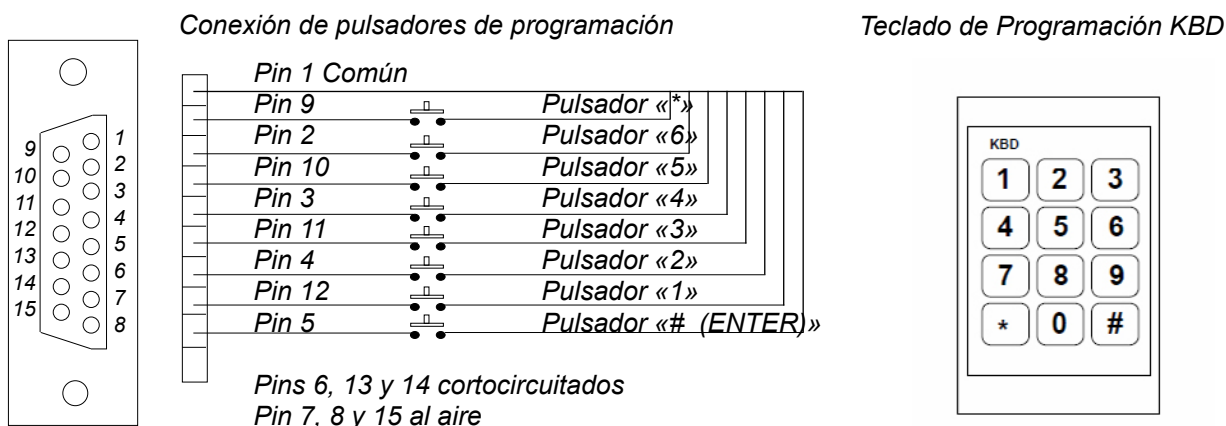 Conexión de pulsadores de programación
Teclado de Programación KBD
9
10
11
12
13
14
15
1
2
3
4
5
6
7
8
Pin 1 Común
Pin 9 Pulsador «*»
Pin 2 Pulsador «6»
Pin 10 Pulsador «5»
Pin 3 Pulsador «4»
Pin 11 Pulsador «3»
Pin 4 Pulsador «2»
Pin 12 Pulsador «1»
Pin 5 Pulsador «# (ENTER)»
Pins 6, 13 y 14 cortocircuitados
Pin 7, 8 y 15 al aire
KBD
1 2 3
4 5 6
7 8 9
* 0 #